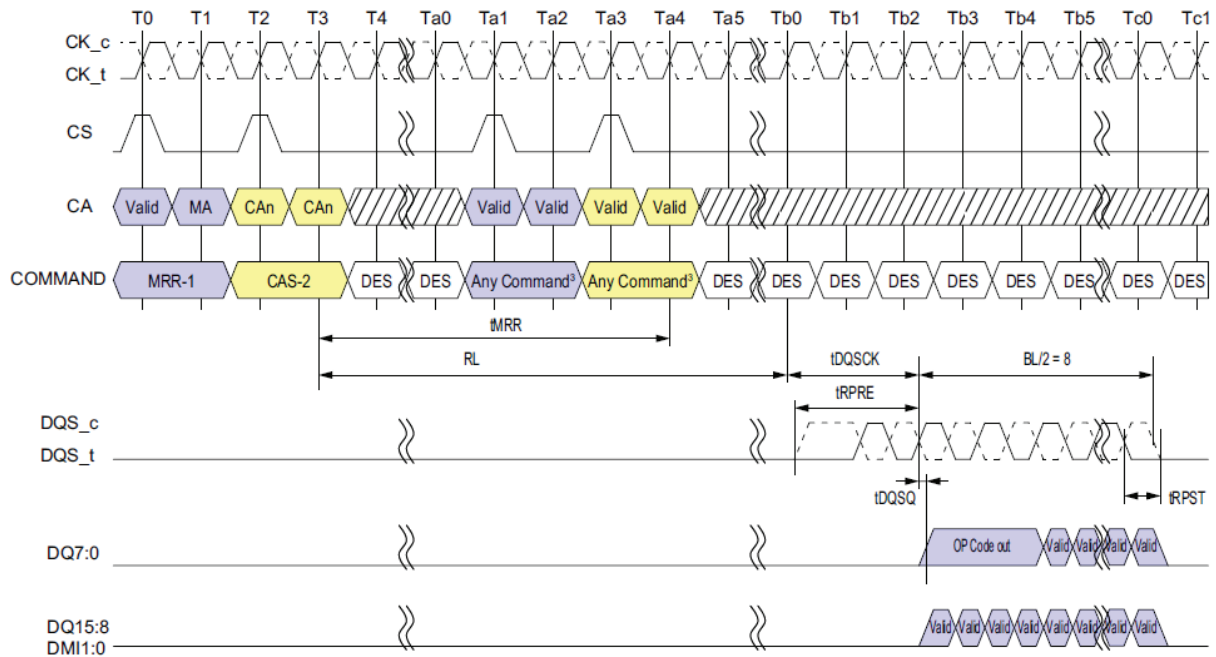 T0 T1 T2 T3 T4 Ta0 Ta1 Ta2 Ta3 Ta4 Ta5 Tb0 Tb1 Tb2 Tb3 Tb4 Tb5 Tc0 Tc1
CK_c
CK_t
CS
CA Valid MA CAn CAn Valid Valid Valid Valid
COMMAND MRR-1 CAS-2 DES DES Any Command³ Any Command³ DES DES DES DES DES DES DES DES DES
tMRR
RL tDQSCK BL/2 = 8
tRPRE
DQS_c
DQS_t
tDQSQ tRPST
DQ7:0 OP Code out Valid Valid Valid Valid
DQ15:8 Valid Valid Valid Valid Valid Valid Valid Valid
DMI1:0